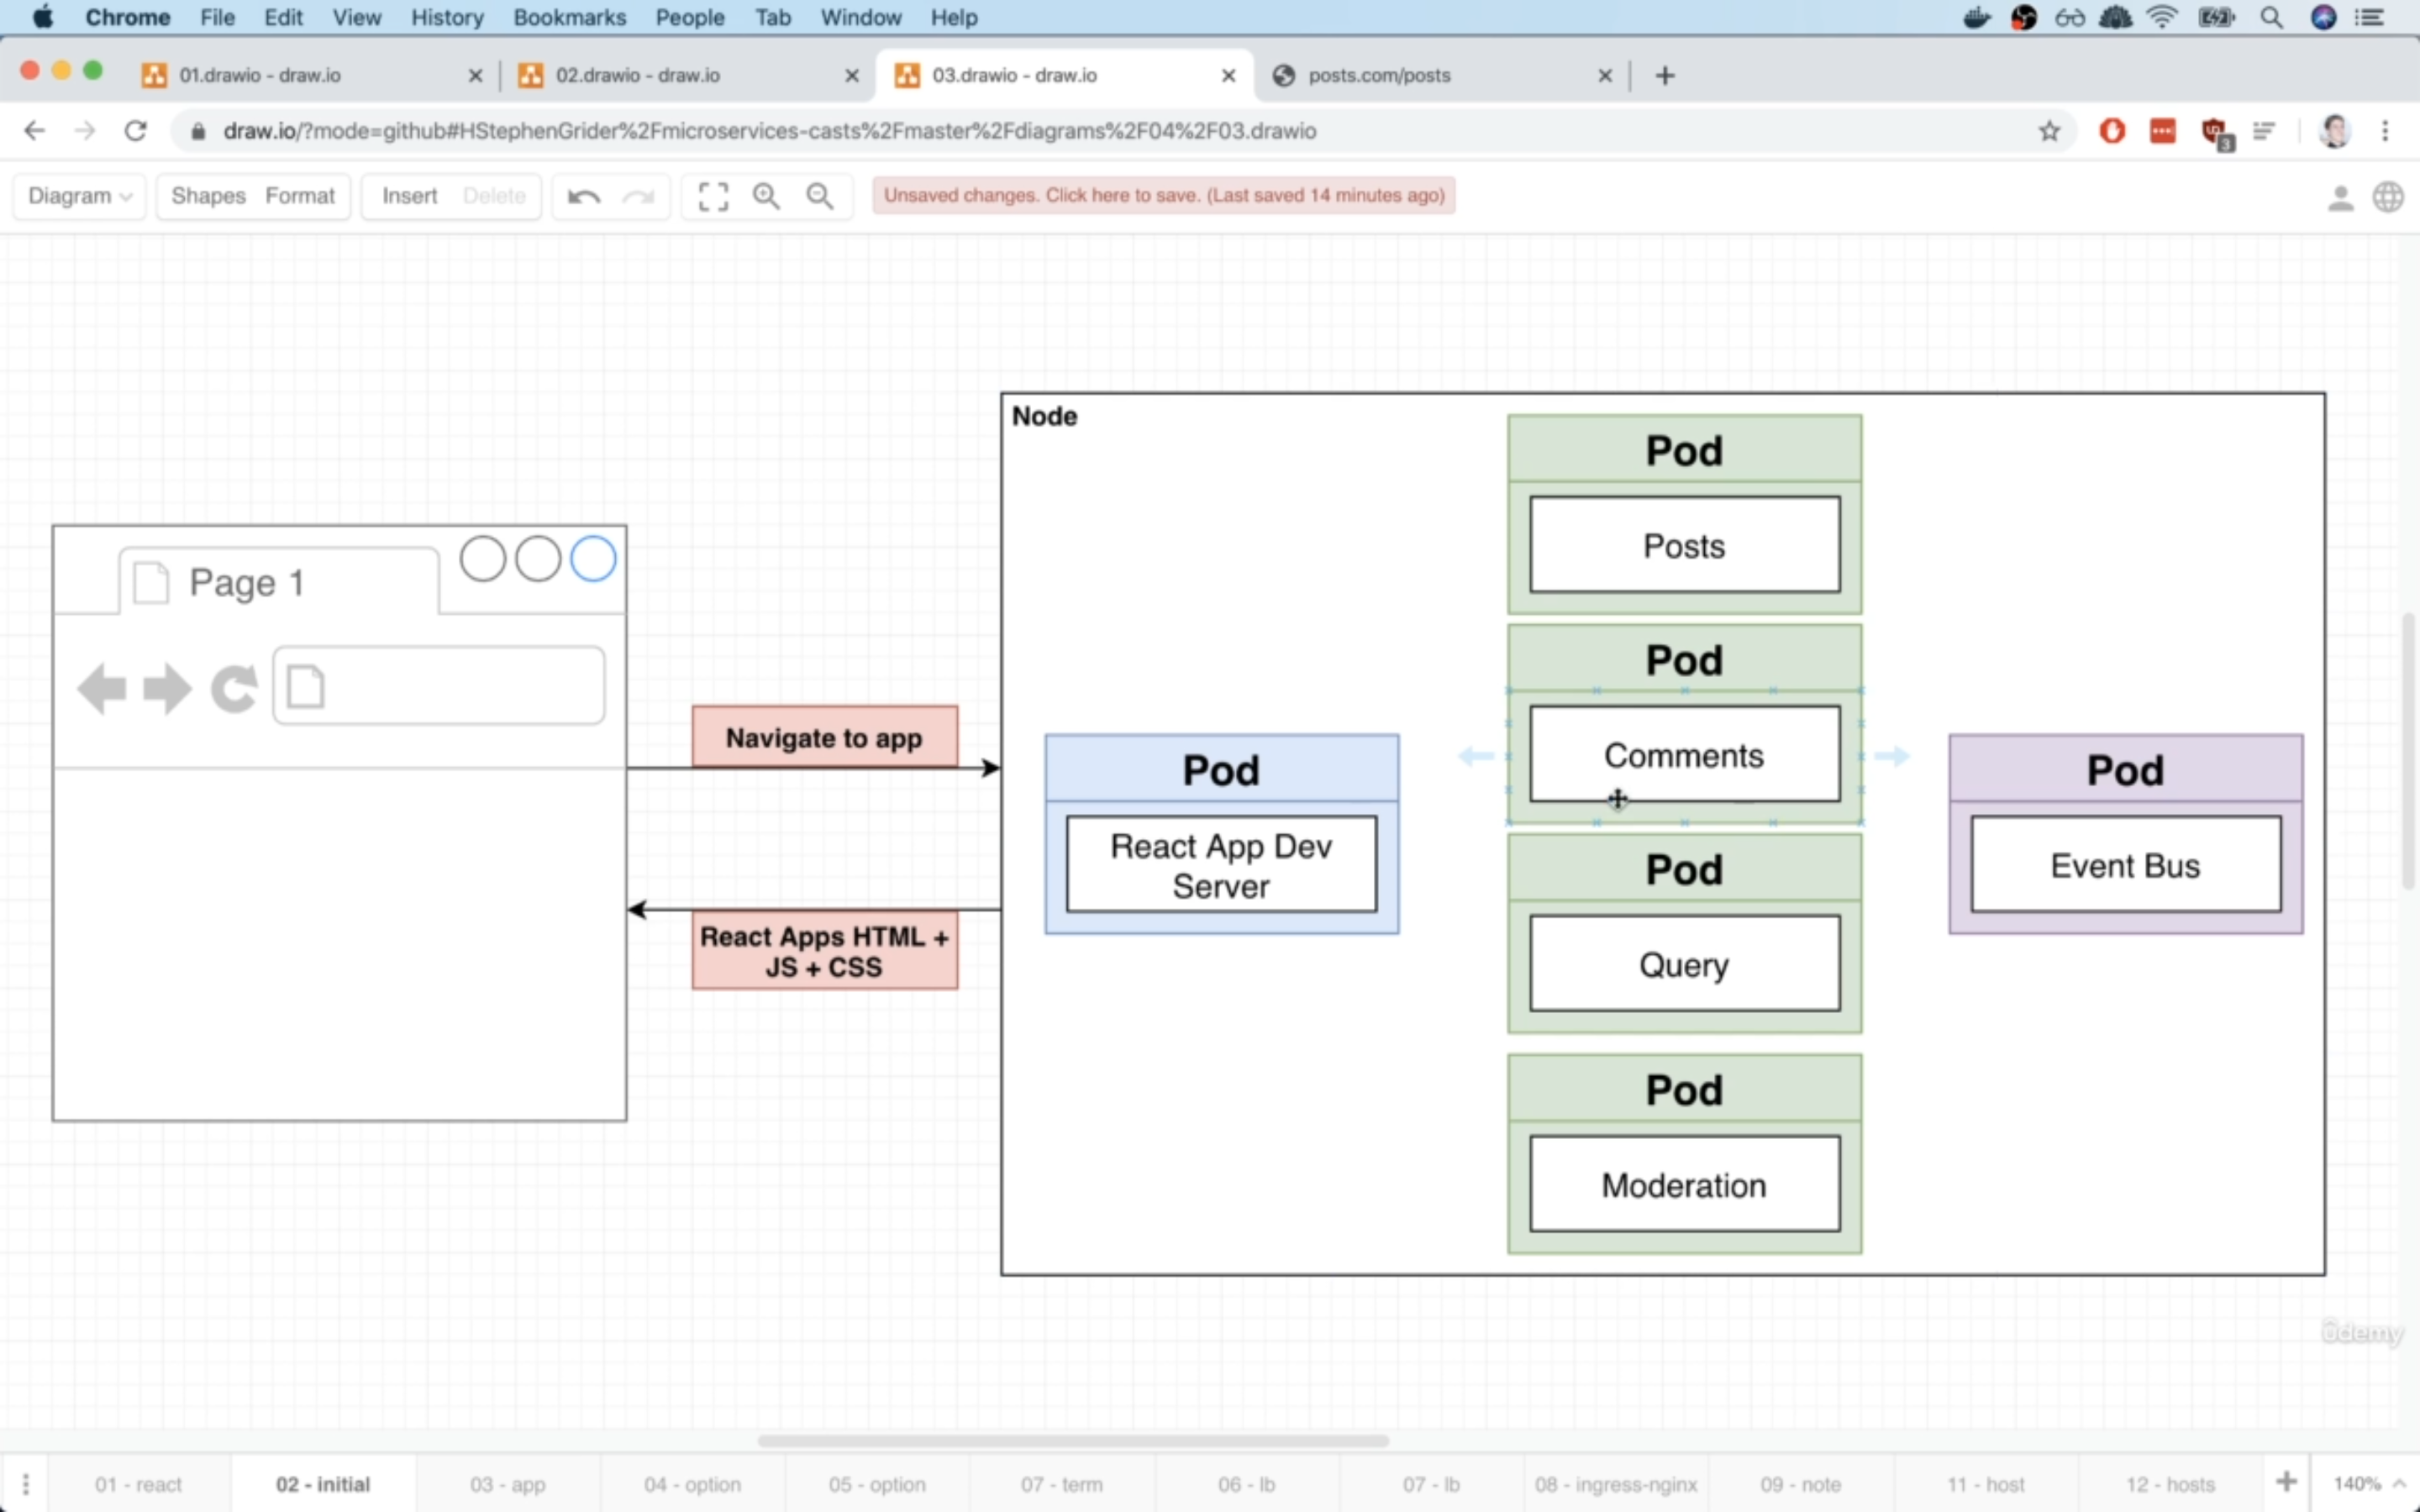 Chrome File Edit View History Bookmarks People Tab Window Help
01.drawio - draw.io
02.drawio - draw.io
03.drawio - draw.io
posts.com/posts
draw.io/?mode=github#HStephenGrider%2Fmicroservices-casts%2Fmaster%2Fdiagrams%2F04%2F03.drawio
3
Diagram Shapes Format Insert Delete
Unsaved changes. Click here to save. (Last saved 14 minutes ago)
Page 1
Navigate to app
React Apps HTML +
JS + CSS
Node
Pod
React App Dev
Server
Pod
Posts
Pod
Comments
Pod
Query
Pod
Moderation
Pod
Event Bus
ûdemy
01 - react 02 - initial 03 - app 04 - option 05 - option 07 - term 06 - lb 07 - lb 08 - ingress-nginx 09 - note 11 - host 12 - hosts 140%